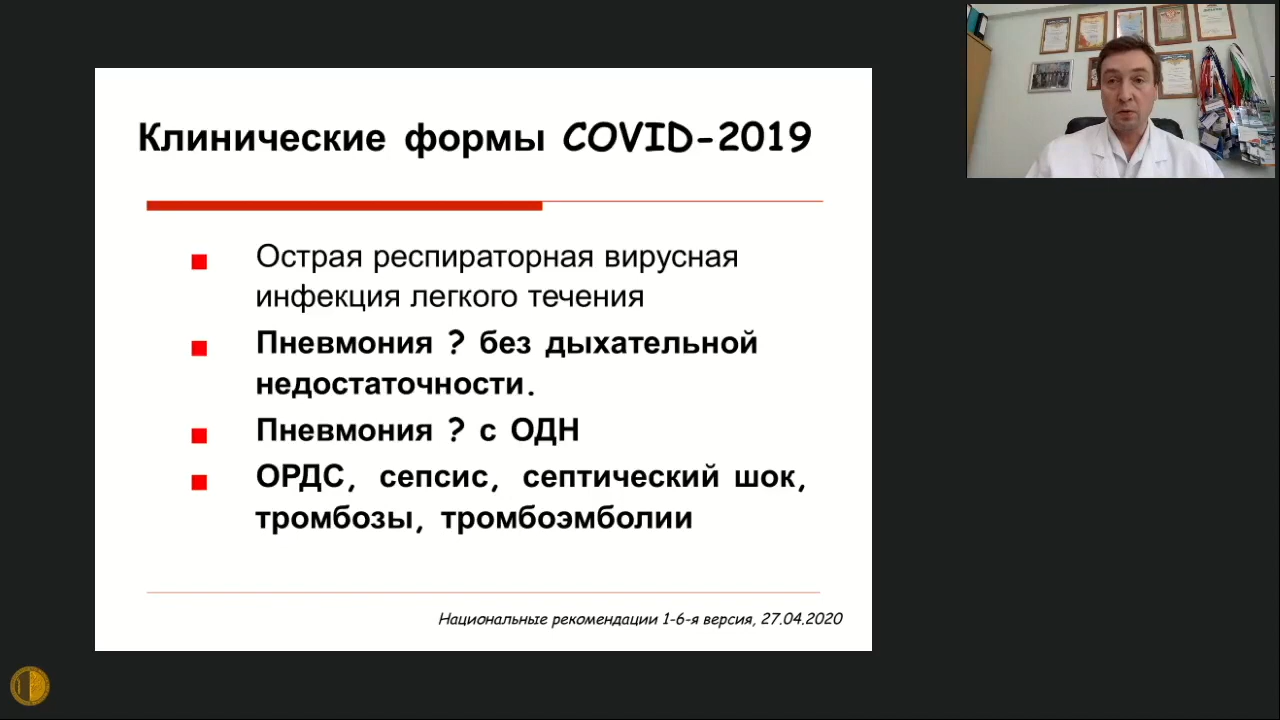 Клинические формы COVID-2019
Острая респираторная вирусная
инфекция легкого течения
Пневмония ? без дыхательной
недостаточности.
Пневмония ? с ОДН
ОРДС, сепсис, септический шок,
тромбозы, тромбоэмболии
Национальные рекомендации 1-6-я версия, 27.04.2020